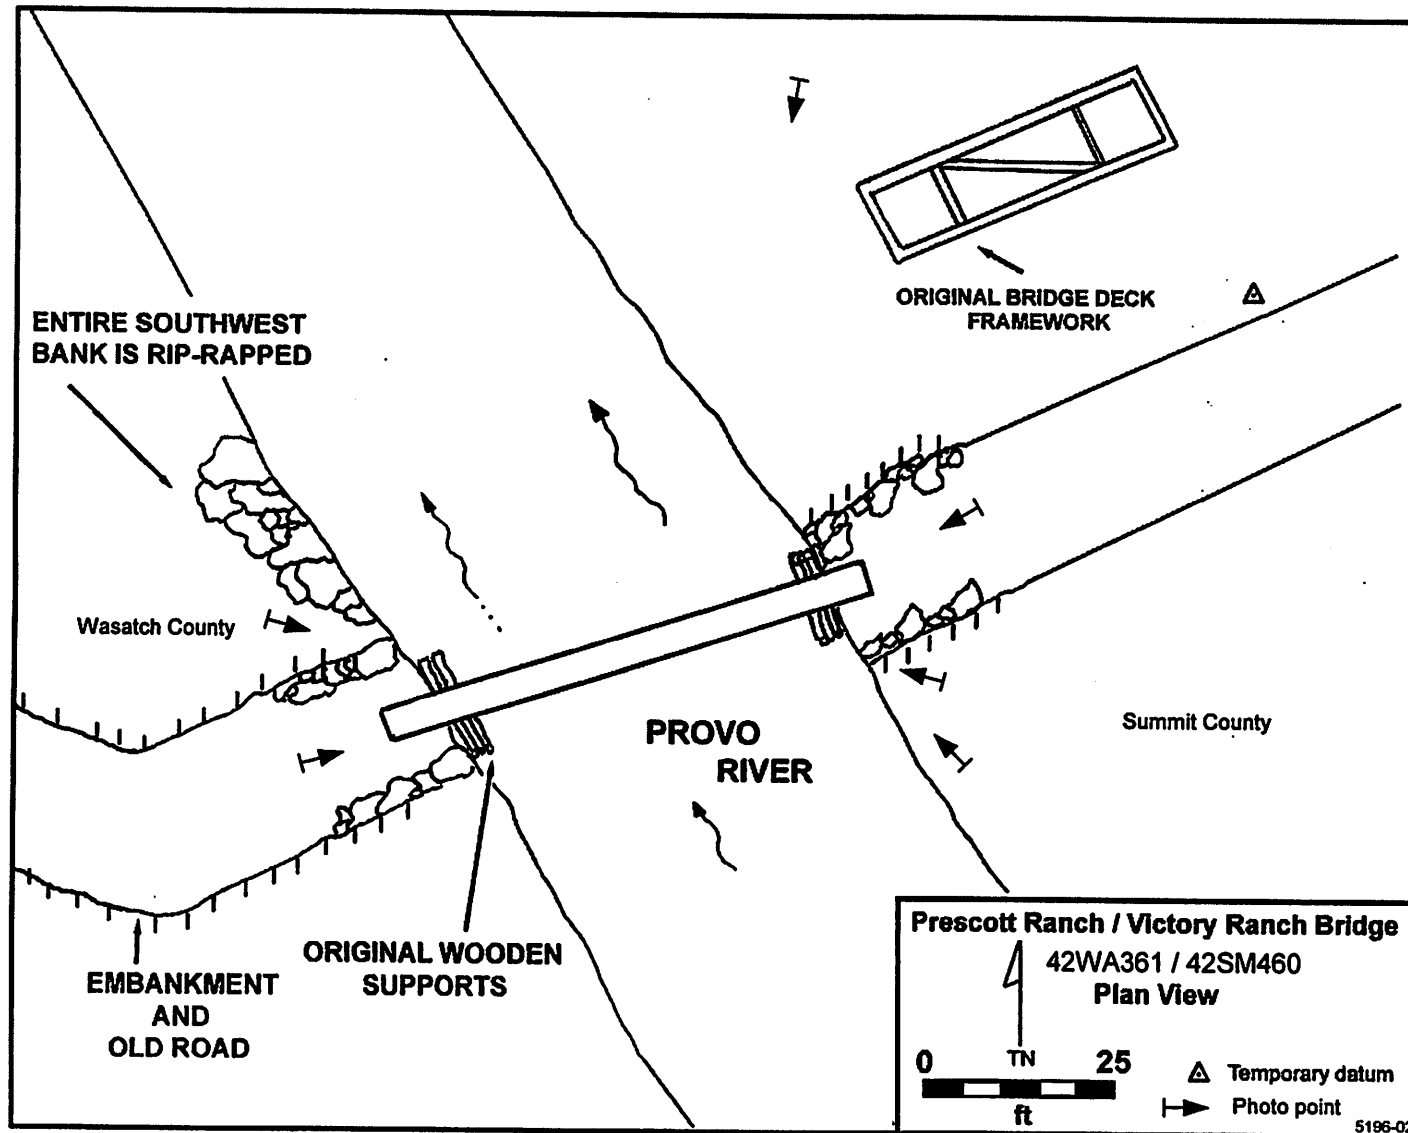 ORIGINAL BRIDGE DECK
FRAMEWORK
ENTIRE SOUTHWEST
BANK IS RIP-RAPPED
Wasatch County
PROVO
RIVER
Summit County
ORIGINAL WOODEN
SUPPORTS
EMBANKMENT
AND
OLD ROAD
Prescott Ranch / Victory Ranch Bridge
42WA361 / 42SM460
Plan View
TN
0 25
ft
Temporary datum
Photo point
5196-02